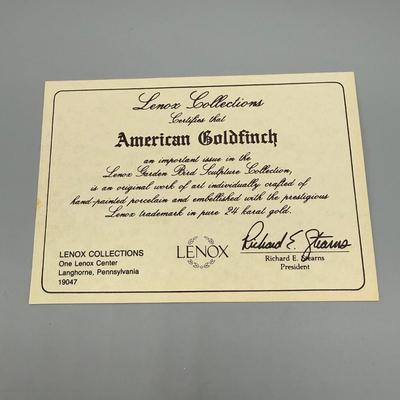 Lenox Collections
Certifies that
American Goldfinch
an important issue in the
Lenox Garden Bird Sculpture Collection,
is an original work of art individually crafted of
hand-painted porcelain and embellished with the prestigious
Lenox trademark in pure 24 karat gold.
LENOX COLLECTIONS
One Lenox Center
Langhorne, Pennsylvania
19047
LENOX
Richard E. Stearns
Richard E. Stearns
President